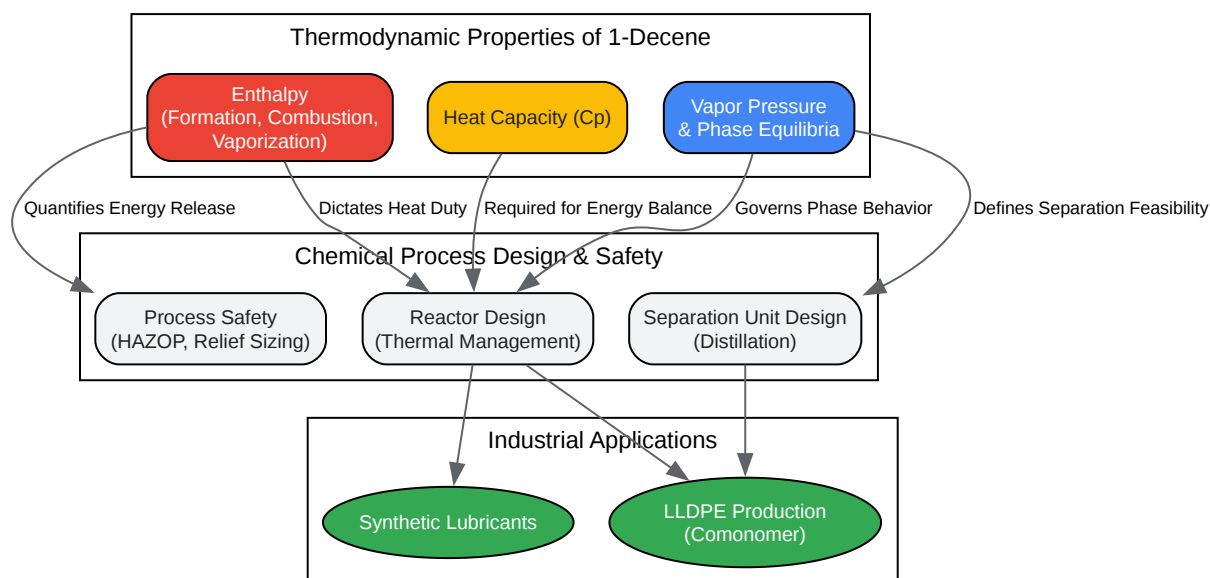 Thermodynamic Properties of 1-Decene
Enthalpy
(Formation, Combustion,
Vaporization)
Heat Capacity (Cp)
Vapor Pressure
& Phase Equilibria
Quantifies Energy Release
Dictates Heat Duty
Required for Energy Balance
Governs Phase Behavior
Defines Separation Feasibility
Chemical Process Design & Safety
Process Safety
(HAZOP, Relief Sizing)
Reactor Design
(Thermal Management)
Separation Unit Design
(Distillation)
Industrial Applications
Synthetic Lubricants
LLDPE Production
(Comonomer)